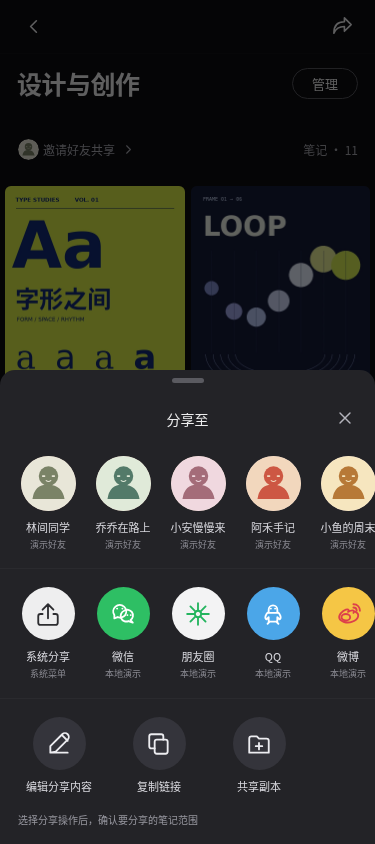 设计与创作
管理
邀请好友共享
笔记 · 11
TYPE STUDIES VOL. 01
Aa
字形之间
FORM / SPACE / RHYTHM
a a a a
FRAME 01 — 08
LOOP
分享至
林间同学 乔乔在路上 小安慢慢来 阿禾手记 小鱼的周末
演示好友 演示好友 演示好友 演示好友 演示好友
系统分享 微信 朋友圈 QQ 微博
系统菜单 本地演示 本地演示 本地演示 本地演示
编辑分享内容 复制链接 共享副本
选择分享操作后，确认要分享的笔记范围